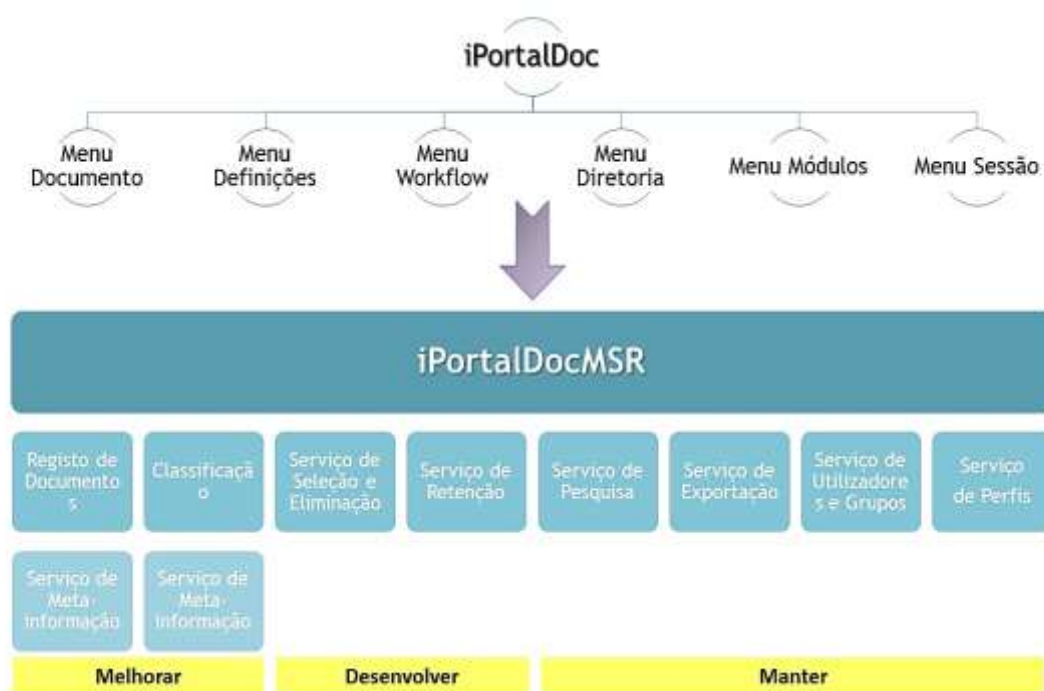 iPortalDoc
Menu
Documento
Menu
Definições
Menu
Workflow
Menu
Diretoria
Menu Módulos
Menu Sessão
iPortalDocMSR
Registo de
Documento
s
Classificaçã
o
Serviço de
Seleção e
Eliminação
Serviço de
Retenção
Serviço de
Pesquisa
Serviço de
Exportação
Serviço de
Utilizadore
s e Grupos
Serviço
de Perfis
Serviço de
Meta-
informação
Serviço de
Meta-
informação
Melhorar
Desenvolver
Manter